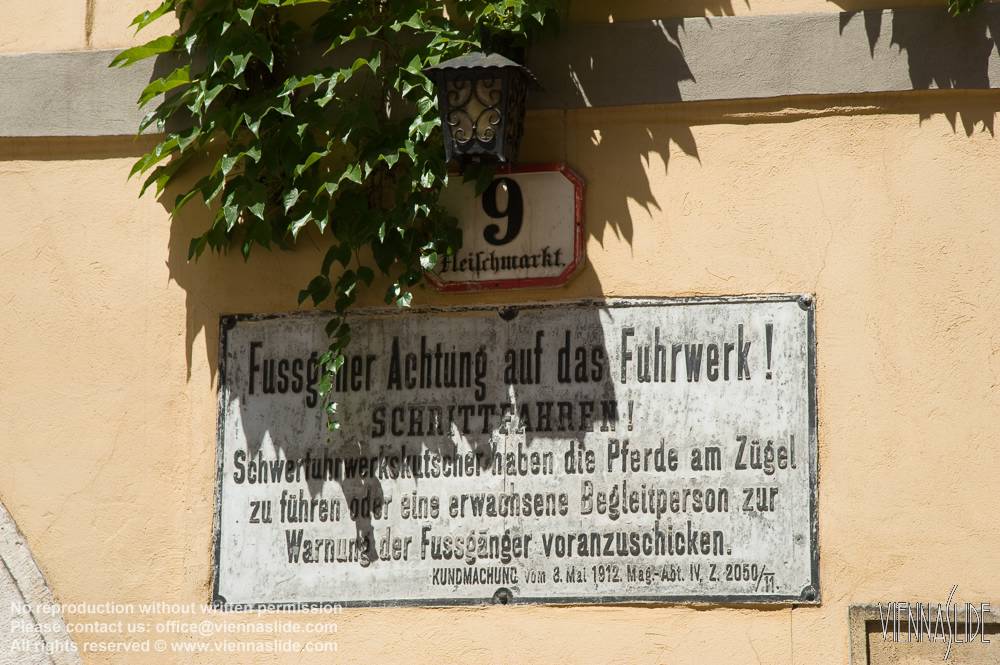 9
Fleischmarkt.
Fussgeher Achtung auf das Fuhrwerk!
SCHRITTFAHREN!
Schwerfuhrwerkskutscher haben die Pferde am Zügel
zu führen oder eine erwachsene Begleitperson zur
Warnung der Fussgänger voranzuschicken.
KUNDMACHUNG vom 8. Mai 1912. Mag.-Abt. IV, Z. 2050/11.
No reproduction without written permission
Please contact us: office@viennaslide.com
All rights reserved © www.viennaslide.com
VIENNASLIDE